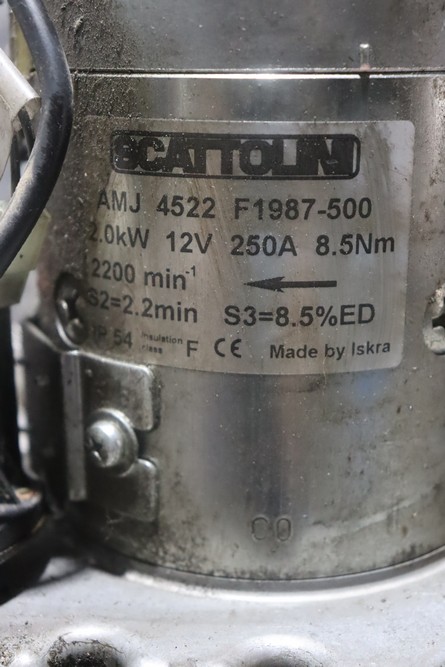 SCATTOLINI
AMJ 4522 F1987-500
2.0kW 12V 250A 8.5Nm
2200 min⁻¹
S2=2.2min S3=8.5%ED
IP 54 Insulation class F CE Made by Iskra
CO